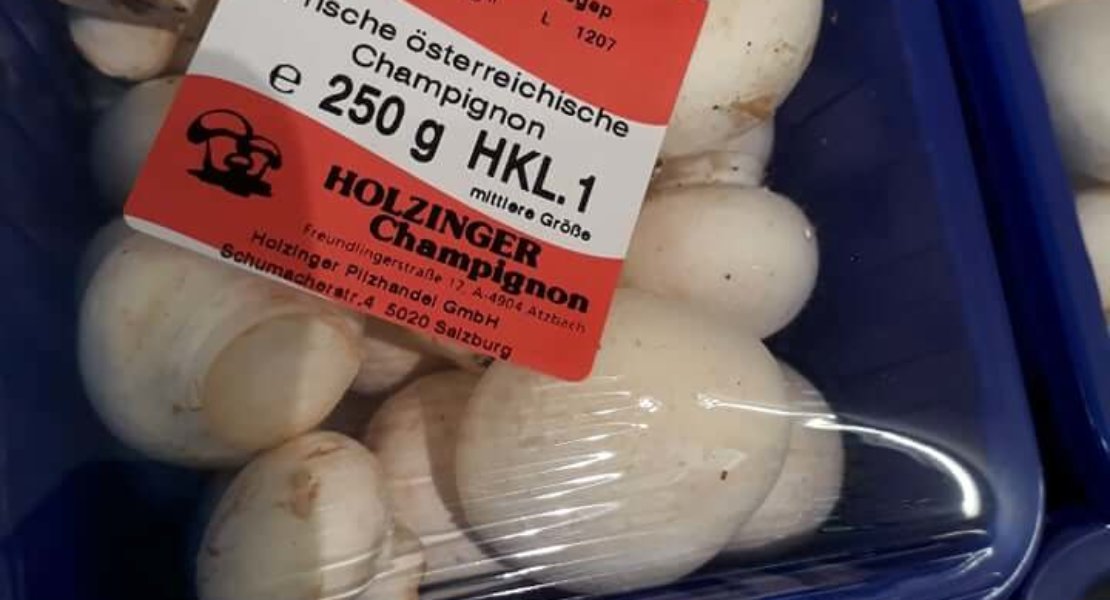 L 1207
frische österreichische
Champignon
℮ 250 g HKL.1
mittlere Größe
HOLZINGER
Champignon
Freundlingerstraße 17, A-4904 Atzbach
Holzinger Pilzhandel GmbH
Schumacherstr.4 5020 Salzburg